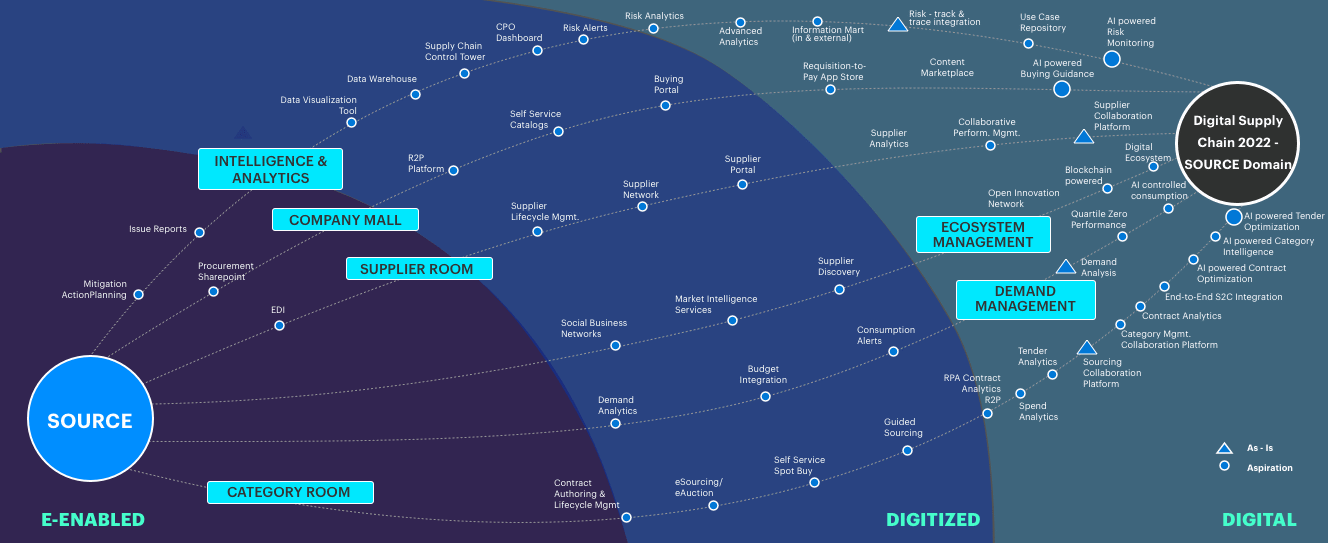 Risk Analytics
Risk Alerts
CPO
Dashboard
Supply Chain
Control Tower
Data Warehouse
Data Visualization
Tool
Advanced
Analytics
Information Mart
(in & external)
Risk - track &
trace integration
Use Case
Repository
AI powered
Risk
Monitoring
INTELLIGENCE &
ANALYTICS
Issue Reports
Mitigation
ActionPlanning
Buying
Portal
Self Service
Catalogs
R2P
Platform
Requisition-to-
Pay App Store
Content
Marketplace
AI powered
Buying Guidance
COMPANY MALL
Procurement
Sharepoint
Supplier
Portal
Supplier
Network
Supplier
Lifecycle Mgmt.
Supplier
Analytics
Collaborative
Perform. Mgmt.
Supplier
Collaboration
Platform
SUPPLIER ROOM
EDI
Digital Supply
Chain 2022 -
SOURCE Domain
Digital
Ecosystem
Blockchain
powered
Open Innovation
Network
ECOSYSTEM
MANAGEMENT
Supplier
Discovery
Market Intelligence
Services
Social Business
Networks
AI controlled
consumption
Quartile Zero
Performance
Demand
Analysis
DEMAND
MANAGEMENT
Consumption
Alerts
Budget
Integration
Demand
Analytics
AI powered Tender
Optimization
AI powered Category
Intelligence
AI powered Contract
Optimization
End-to-End S2C Integration
Contract Analytics
Category Mgmt.
Collaboration Platform
Sourcing
Collaboration
Platform
Tender
Analytics
Spend
Analytics
RPA Contract
Analytics
R2P
Guided
Sourcing
Self Service
Spot Buy
eSourcing/
eAuction
Contract
Authoring &
Lifecycle Mgmt
CATEGORY ROOM
SOURCE
As - Is
Aspiration
E-ENABLED
DIGITIZED
DIGITAL